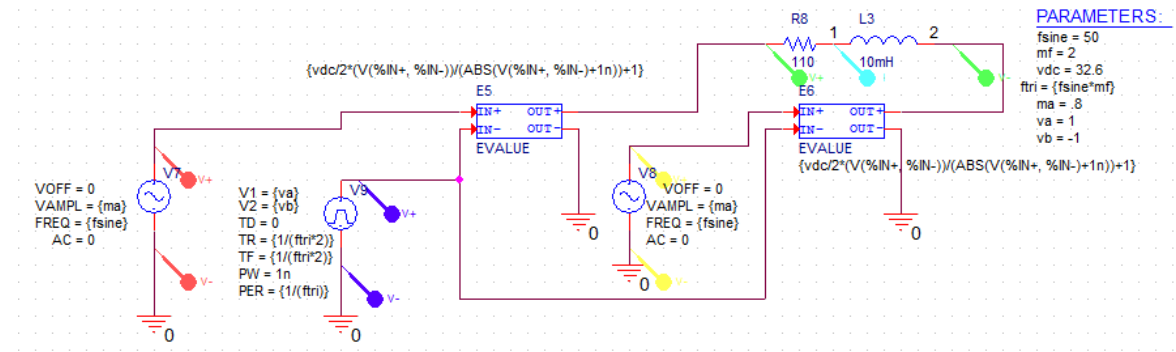 PARAMETERS:
fsine = 50
mf = 2
vdc = 32.6
ftri = {fsine*mf}
ma = .8
va = 1
vb = -1
R8
110
V+
1
L3
10mH
I
2
V-
{vdc/2*(V(%IN+, %IN-))/(ABS(V(%IN+, %IN-)+1n))+1}
E5
IN+ OUT+
IN- OUT-
EVALUATE
0
E6
IN+ OUT+
IN- OUT-
EVALUE
{vdc/2*(V(%IN+, %IN-))/(ABS(V(%IN+, %IN-)+1n))+1}
0
V7
V+
VOFF = 0
VAMPL = {ma}
FREQ = {fsine}
AC = 0
V-
0
V9
V+
V1 = {va}
V2 = {vb}
TD = 0
TR = {1/(ftri*2)}
TF = {1/(ftri*2)}
PW = 1n
PER = {1/(ftri)}
V-
0
V8
V+
VOFF = 0
VAMPL = {ma}
FREQ = {fsine}
AC = 0
V-
0